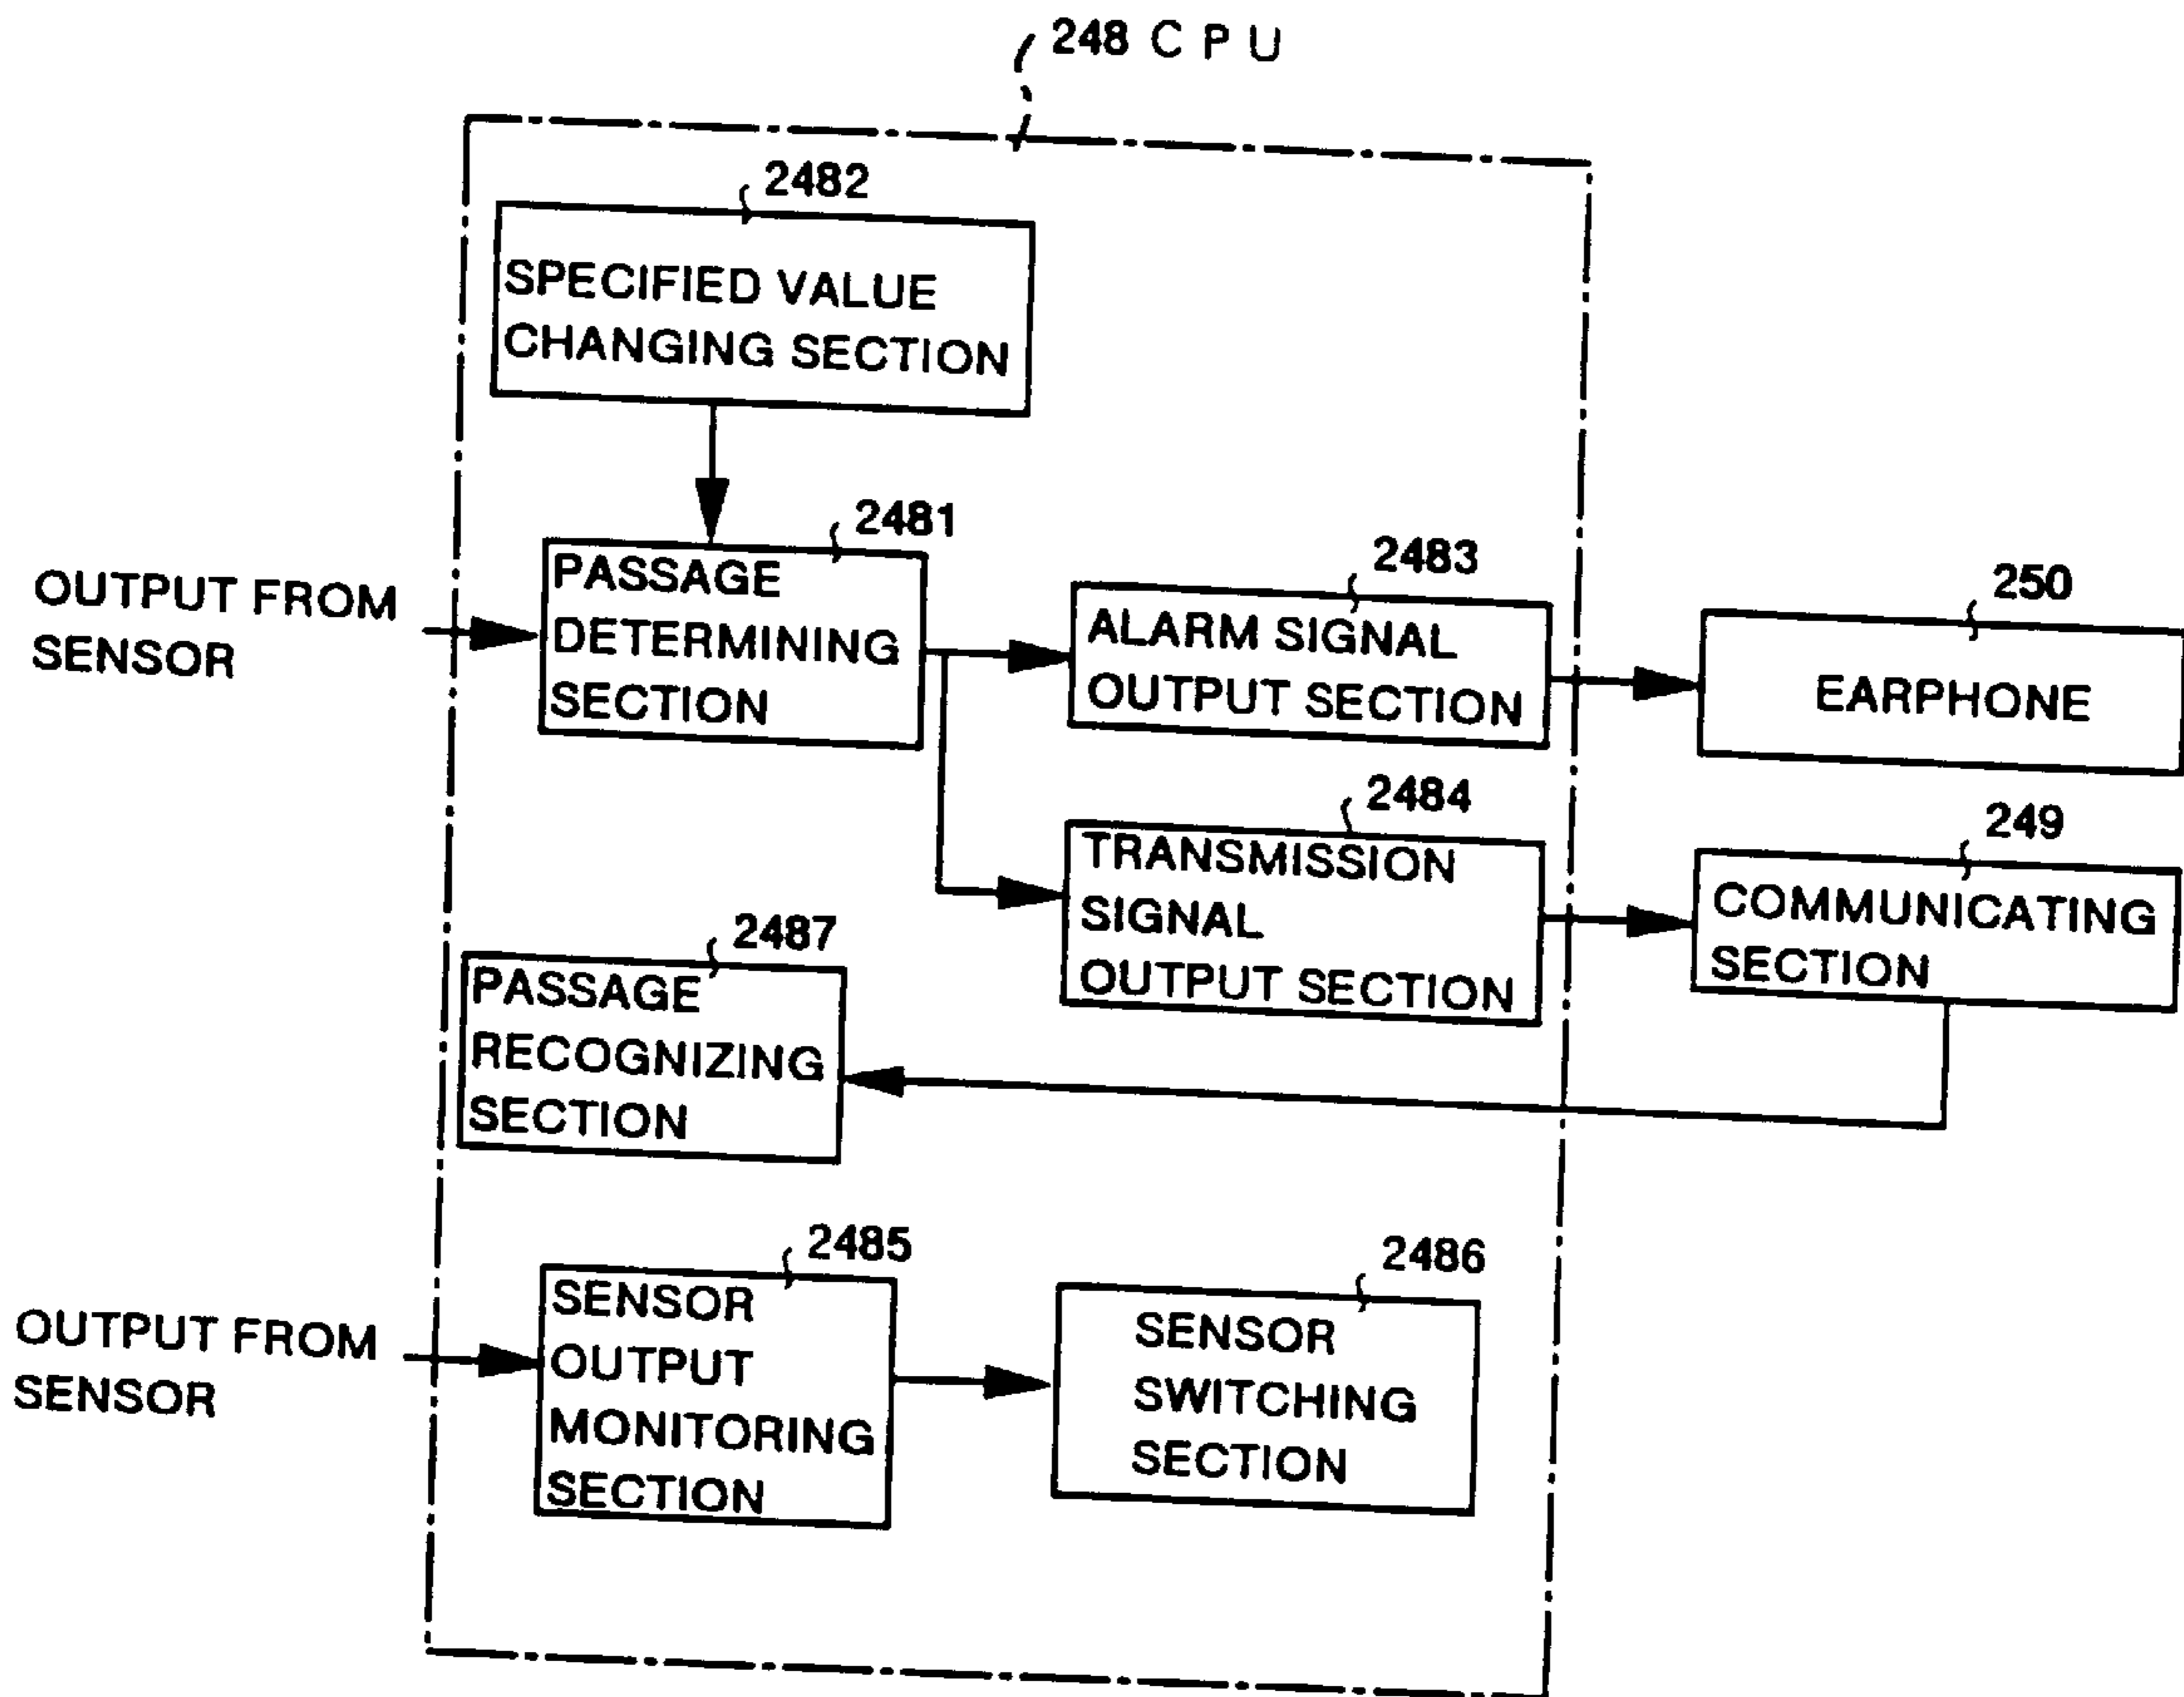 248 CPU
2482
SPECIFIED VALUE
CHANGING SECTION
2481
PASSAGE
DETERMINING
SECTION
OUTPUT FROM
SENSOR
2483
ALARM SIGNAL
OUTPUT SECTION
250
EARPHONE
2484
TRANSMISSION
SIGNAL
OUTPUT SECTION
249
COMMUNICATING
SECTION
2487
PASSAGE
RECOGNIZING
SECTION
OUTPUT FROM
SENSOR
2485
SENSOR
OUTPUT
MONITORING
SECTION
2486
SENSOR
SWITCHING
SECTION